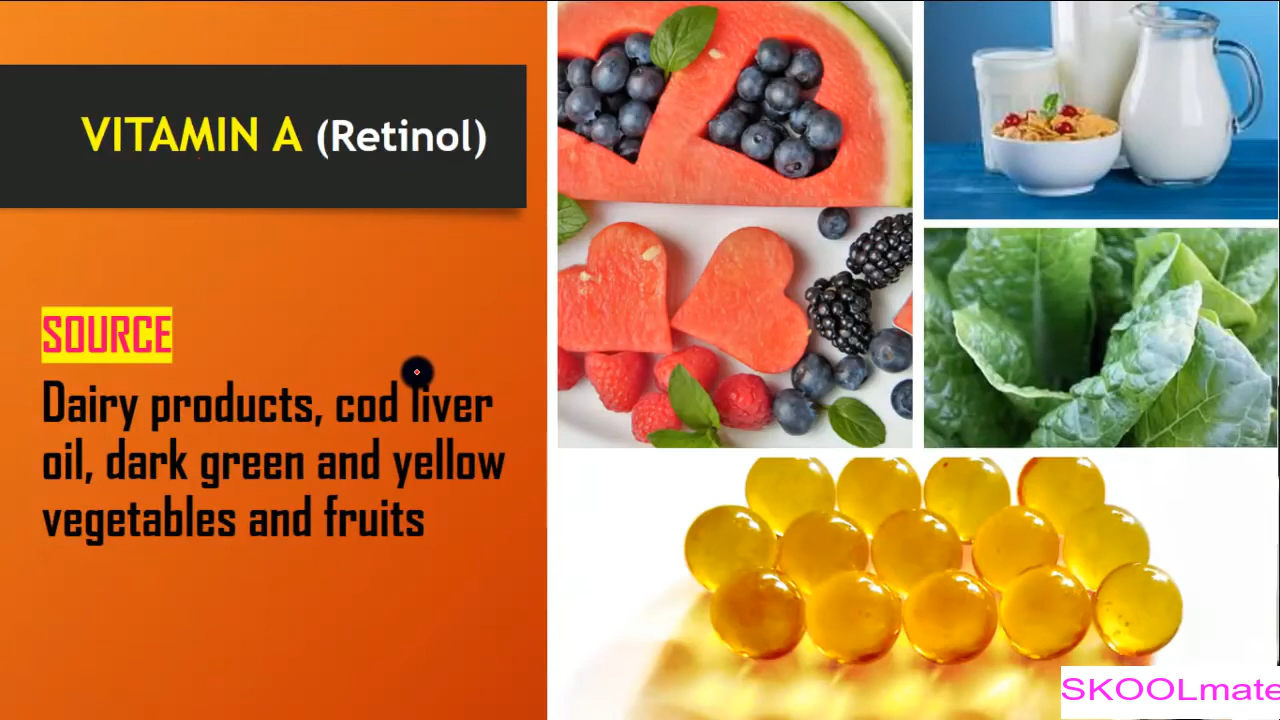 VITAMIN A (Retinol)
SOURCE
Dairy products, cod liver
oil, dark green and yellow
vegetables and fruits
SKOOLmate